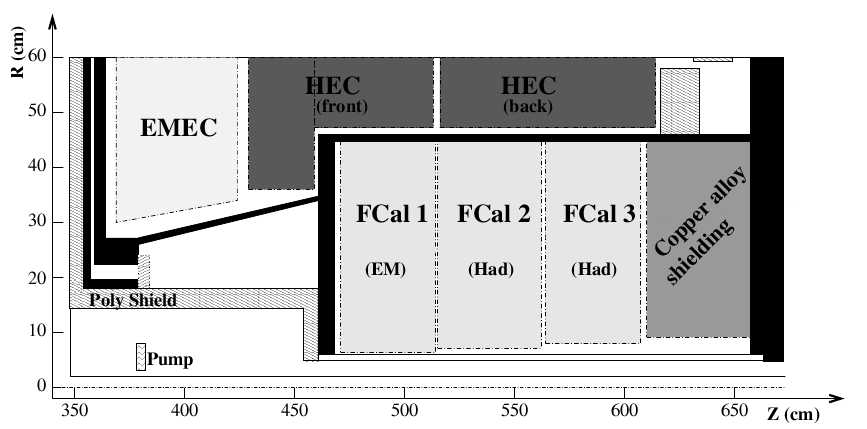 R (cm)
60
50
40
30
20
10
0
HEC
(front)
HEC
(back)
EMEC
FCal 1
(EM)
FCal 2
(Had)
FCal 3
(Had)
Copper alloy
shielding
Poly Shield
Pump
350
400
450
500
550
600
650
Z (cm)